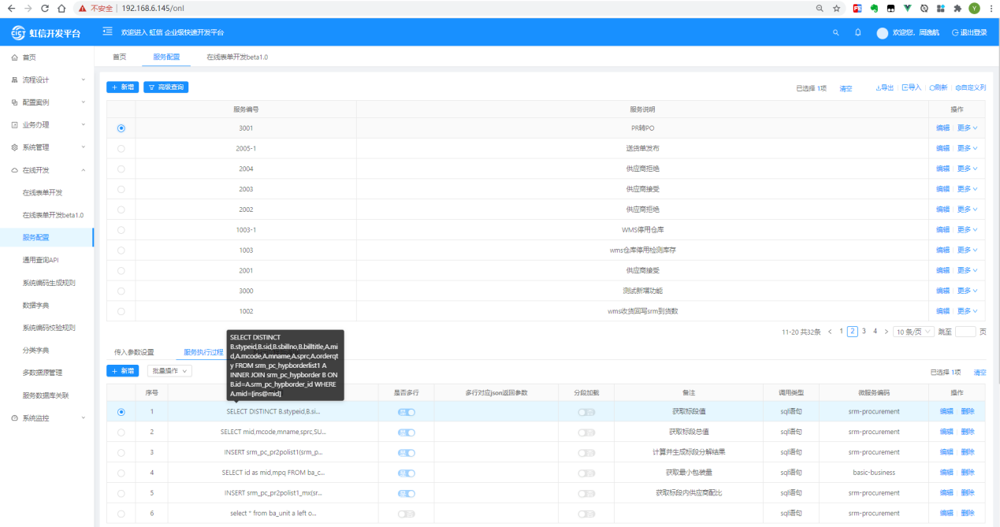 不安全 192.168.6.145/onl
Y
cist 虹信开发平台
欢迎进入 虹信 企业级快速开发平台
欢迎您，周逸航 退出登录
首页
流程设计
配置案例
业务办理
系统管理
在线开发
在线表单开发
在线表单开发beta1.0
服务配置
通用查询API
系统编码生成规则
数据字典
系统编码校验规则
分类字典
多数据源管理
服务数据库关联
系统监控
首页 服务配置 在线表单开发beta1.0
+ 新增 高级查询 已选择 1项 清空 导出 导入 刷新 自定义列
服务编号 服务说明 操作
3001 PR转PO 编辑 更多
2005-1 送货单发布 编辑 更多
2004 供应商拒绝 编辑 更多
2003 供应商接受 编辑 更多
2002 供应商拒绝 编辑 更多
1003-1 WMS停用仓库 编辑 更多
1003 wms仓库停用检测库存 编辑 更多
2001 供应商接受 编辑 更多
3000 测试新增功能 编辑 更多
1002 wms收货回写srm到货数 编辑 更多
11-20 共32条 < 1 2 3 4 > 10 条/页 跳至 页
SELECT DISTINCT
B.stypeid,B.sid,B.sbillno,B.billtitle,A.mi
d,A.mcode,A.mname,A.sprc,A.orderqt
y FROM srm_pc_hypborderlist1 A
INNER JOIN srm_pc_hypborder B ON
B.id=A.srm_pc_hypborder_id WHERE
A.mid=[ins@mid]
传入参数设置 服务执行过程
+ 新增 批量操作 已选择 1项 清空
序号 是否多行 多行对应json返回参数 分段加载 备注 调用类型 微服务编码 操作
1 SELECT DISTINCT B.stypeid,B.si... 是 否 获取标段值 sql语句 srm-procurement 编辑 删除
2 SELECT mid,mcode,mname,sprc,SU... 是 否 获取标段总值 sql语句 srm-procurement 编辑 删除
3 INSERT srm_pc_pr2polist1(srm_p... 是 否 计算并生成标段分解结果 sql语句 srm-procurement 编辑 删除
4 SELECT id as mid,mpq FROM ba_c... 是 否 获取最小包装量 sql语句 basic-business 编辑 删除
5 INSERT srm_pc_pr2polist1_mx(sr... 是 否 获取标段内供应商配比 sql语句 srm-procurement 编辑 删除
6 select * from ba_unit a left o... 否 否 sql语句 srm-procurement 编辑 删除